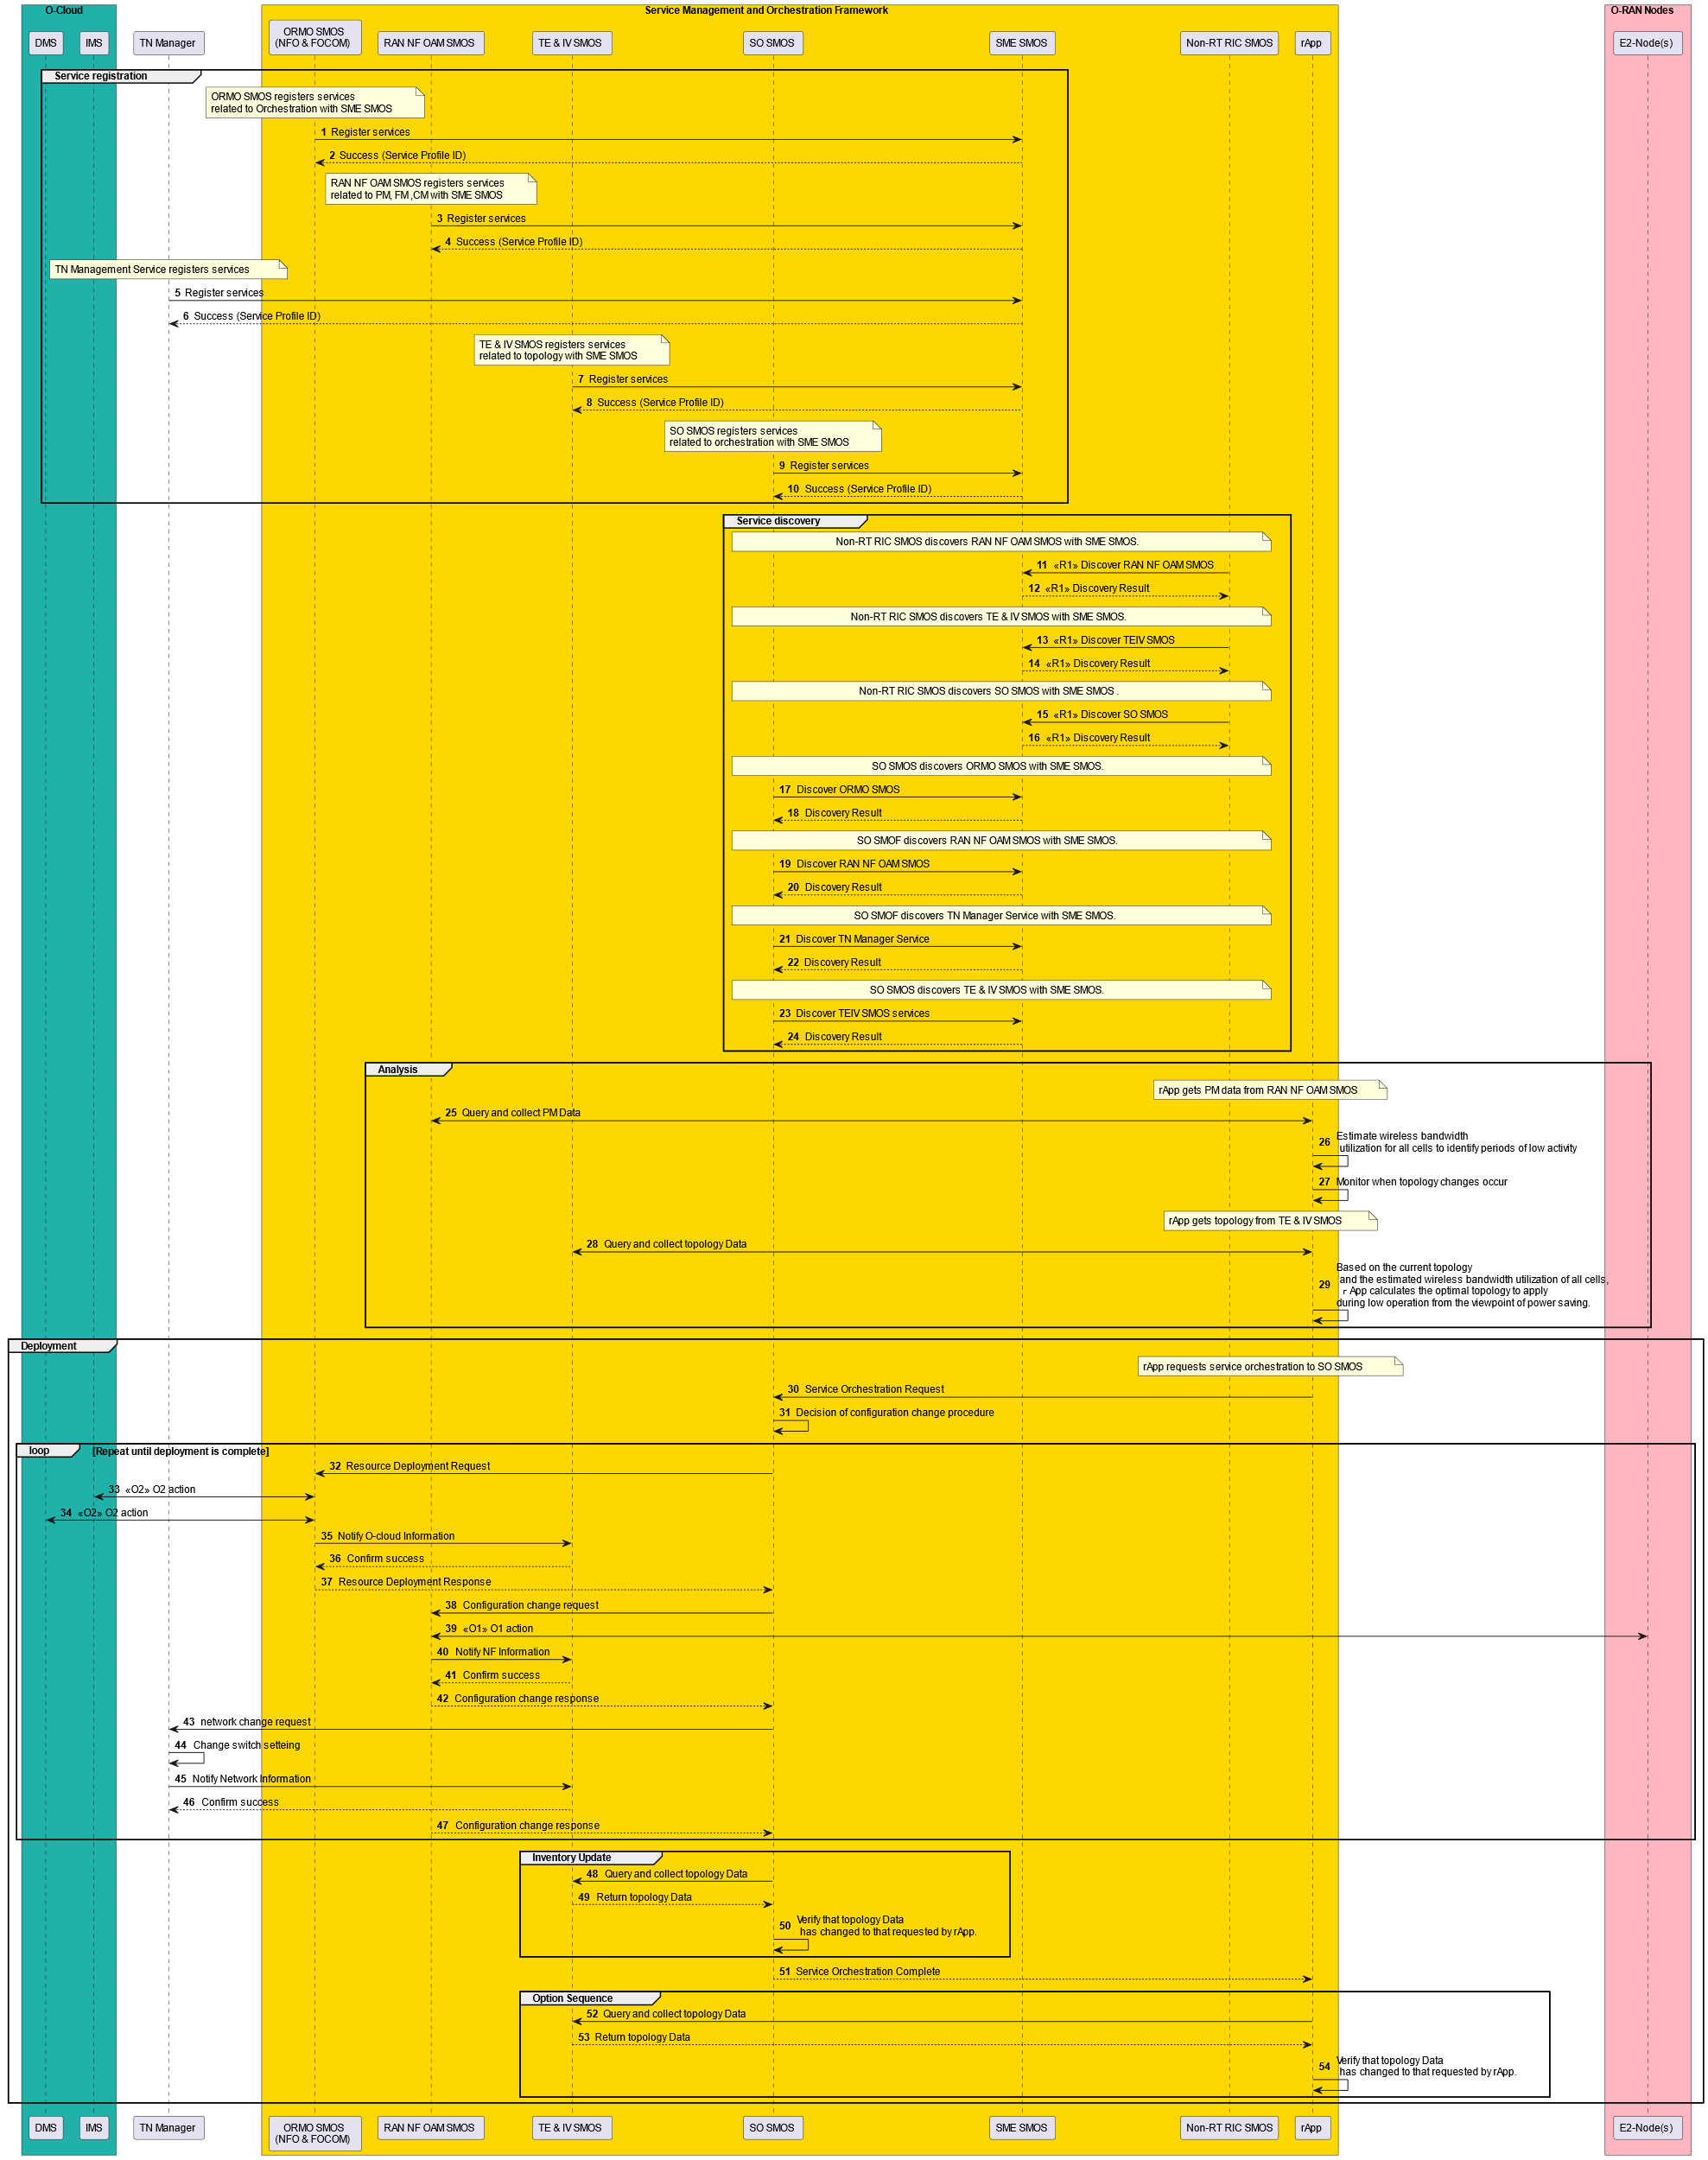 O-Cloud
Service Management and Orchestration Framework
O-RAN Nodes
DMS
IMS
TN Manager
ORMO SMOS
(NFO & FOCOM)
RAN NF OAM SMOS
TE & IV SMOS
SO SMOS
SME SMOS
Non-RT RIC SMOS
rApp
E2-Node(s)
Service registration
ORMO SMOS registers services
related to Orchestration with SME SMOS
1 Register services
2 Success (Service Profile ID)
RAN NF OAM SMOS registers services
related to PM, FM ,CM with SME SMOS
3 Register services
4 Success (Service Profile ID)
TN Management Service registers services
5 Register services
6 Success (Service Profile ID)
TE & IV SMOS registers services
related to topology with SME SMOS
7 Register services
8 Success (Service Profile ID)
SO SMOS registers services
related to orchestration with SME SMOS
9 Register services
10 Success (Service Profile ID)
Service discovery
Non-RT RIC SMOS discovers RAN NF OAM SMOS with SME SMOS.
11 «R1» Discover RAN NF OAM SMOS
12 «R1» Discovery Result
Non-RT RIC SMOS discovers TE & IV SMOS with SME SMOS.
13 «R1» Discover TEIV SMOS
14 «R1» Discovery Result
Non-RT RIC SMOS discovers SO SMOS with SME SMOS .
15 «R1» Discover SO SMOS
16 «R1» Discovery Result
SO SMOS discovers ORMO SMOS with SME SMOS.
17 Discover ORMO SMOS
18 Discovery Result
SO SMOF discovers RAN NF OAM SMOS with SME SMOS.
19 Discover RAN NF OAM SMOS
20 Discovery Result
SO SMOF discovers TN Manager Service with SME SMOS.
21 Discover TN Manager Service
22 Discovery Result
SO SMOS discovers TE & IV SMOS with SME SMOS.
23 Discover TEIV SMOS services
24 Discovery Result
Analysis
rApp gets PM data from RAN NF OAM SMOS
25 Query and collect PM Data
26 Estimate wireless bandwidth
utilization for all cells to identify periods of low activity
27 Monitor when topology changes occur
rApp gets topology from TE & IV SMOS
28 Query and collect topology Data
Based on the current topology
29 and the estimated wireless bandwidth utilization of all cells,
r App calculates the optimal topology to apply
during low operation from the viewpoint of power saving.
Deployment
rApp requests service orchestration to SO SMOS
30 Service Orchestration Request
31 Decision of configuration change procedure
loop [Repeat until deployment is complete]
32 Resource Deployment Request
33 «O2» O2 action
34 «O2» O2 action
35 Notify O-cloud Information
36 Confirm success
37 Resource Deployment Response
38 Configuration change request
39 «O1» O1 action
40 Notify NF Information
41 Confirm success
42 Configuration change response
43 network change request
44 Change switch setteing
45 Notify Network Information
46 Confirm success
47 Configuration change response
Inventory Update
48 Query and collect topology Data
49 Return topology Data
50 Verify that topology Data
has changed to that requested by rApp.
51 Service Orchestration Complete
Option Sequence
52 Query and collect topology Data
53 Return topology Data
54 Verify that topology Data
has changed to that requested by rApp.
DMS
IMS
TN Manager
ORMO SMOS
(NFO & FOCOM)
RAN NF OAM SMOS
TE & IV SMOS
SO SMOS
SME SMOS
Non-RT RIC SMOS
rApp
E2-Node(s)